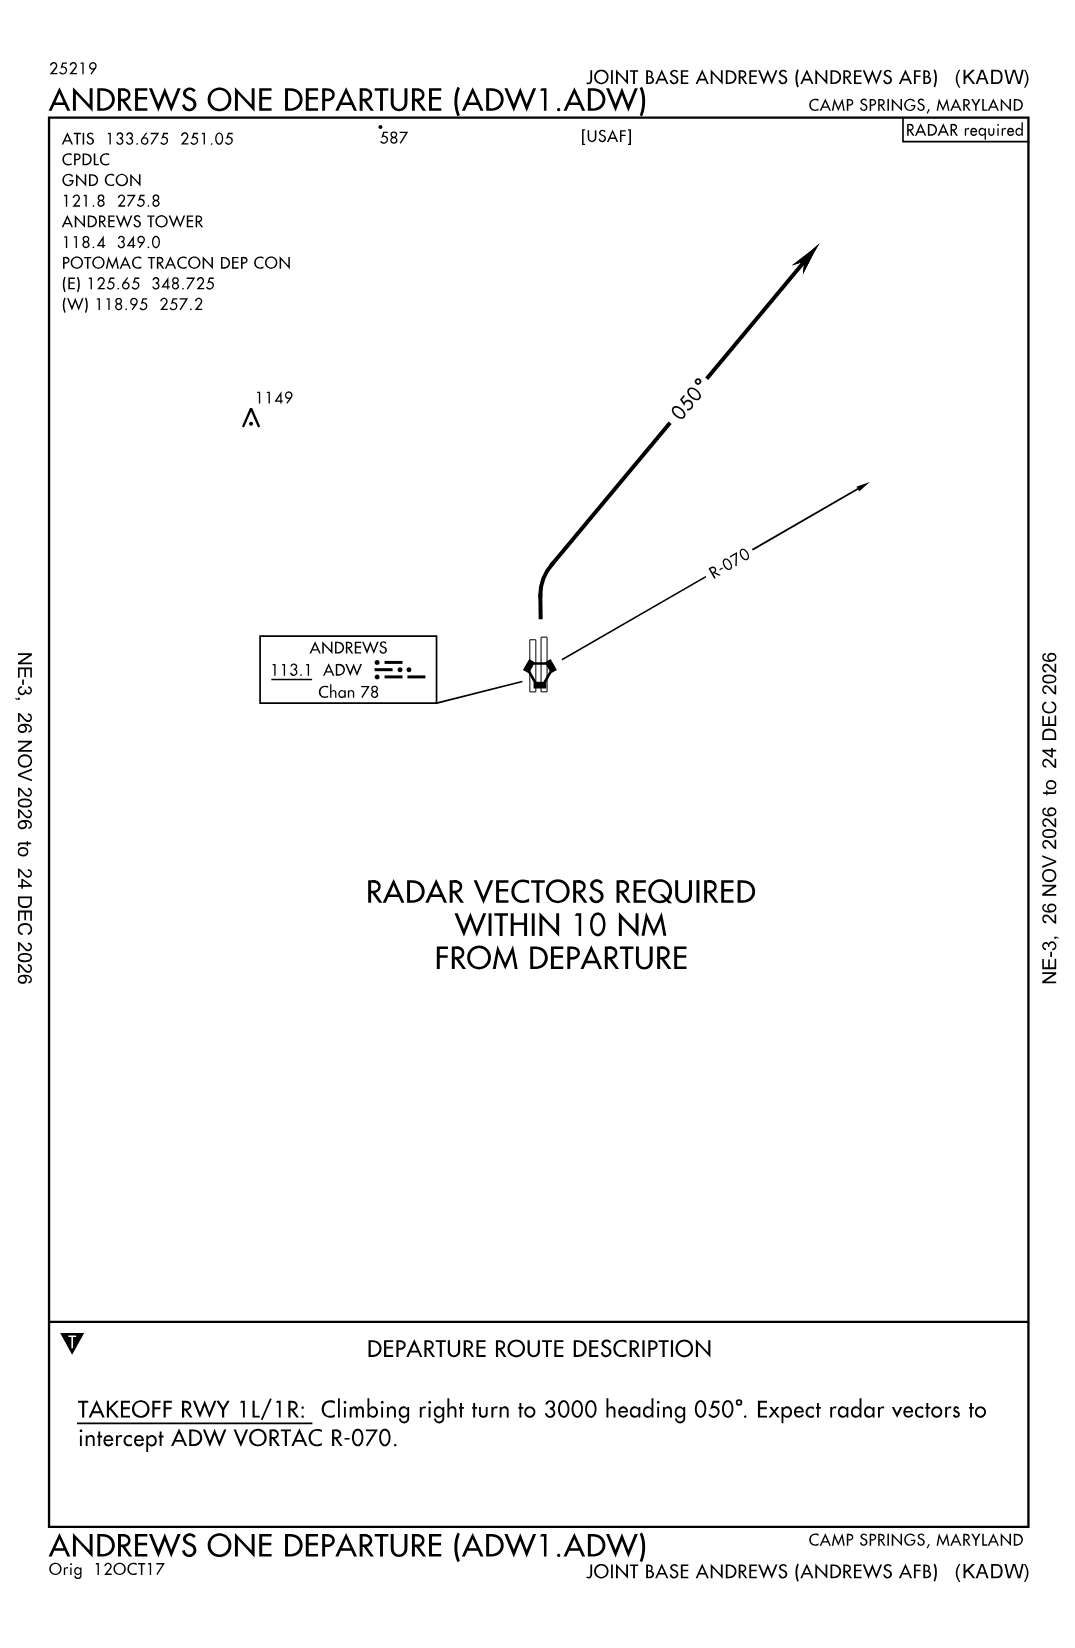 25219
JOINT BASE ANDREWS (ANDREWS AFB) (KADW)
ANDREWS ONE DEPARTURE (ADW1.ADW)
CAMP SPRINGS, MARYLAND
ATIS 133.675 251.05
CPDLC
GND CON
121.8 275.8
ANDREWS TOWER
118.4 349.0
POTOMAC TRACON DEP CON
(E) 125.65 348.725
(W) 118.95 257.2
587
[USAF]
RADAR required
1149
050°
R-070
ANDREWS
113.1 ADW
Chan 78
NE-3, 26 NOV 2026 to 24 DEC 2026
NE-3, 26 NOV 2026 to 24 DEC 2026
RADAR VECTORS REQUIRED
WITHIN 10 NM
FROM DEPARTURE
T
DEPARTURE ROUTE DESCRIPTION
TAKEOFF RWY 1L/1R: Climbing right turn to 3000 heading 050°. Expect radar vectors to
intercept ADW VORTAC R-070.
ANDREWS ONE DEPARTURE (ADW1.ADW)
CAMP SPRINGS, MARYLAND
Orig 12OCT17
JOINT BASE ANDREWS (ANDREWS AFB) (KADW)